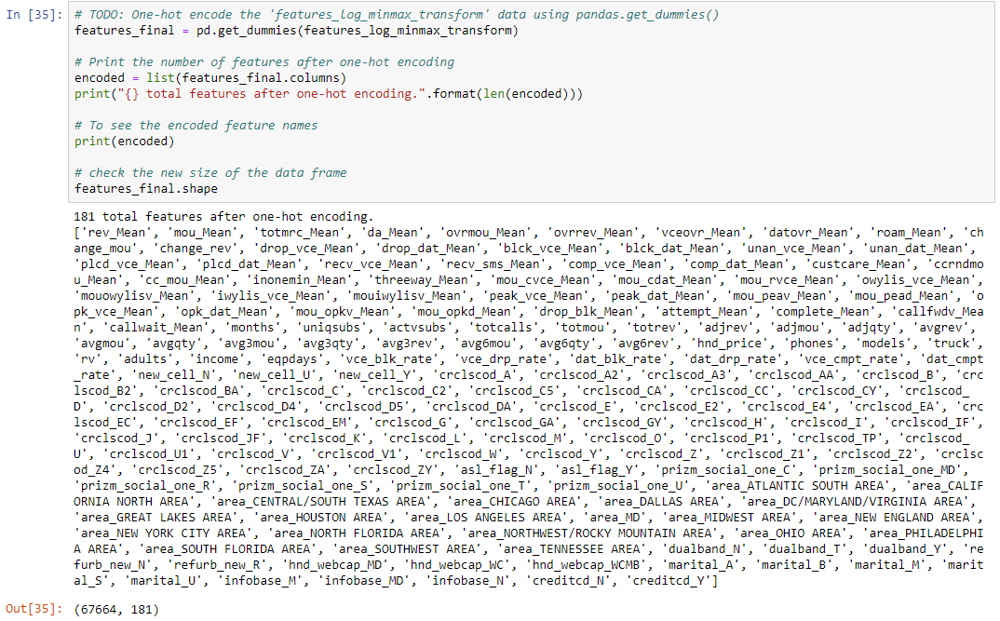 In [35]: # TODO: One-hot encode the 'features_log_minmax_transform' data using pandas.get_dummies()
features_final = pd.get_dummies(features_log_minmax_transform)
# Print the number of features after one-hot encoding
encoded = list(features_final.columns)
print("{} total features after one-hot encoding.".format(len(encoded)))
# To see the encoded feature names
print(encoded)
# check the new size of the data frame
features_final.shape
181 total features after one-hot encoding.
['rev_Mean', 'mou_Mean', 'totmrc_Mean', 'da_Mean', 'ovrmou_Mean', 'ovrrev_Mean', 'vceovr_Mean', 'datovr_Mean', 'roam_Mean', 'ch
ange_mou', 'change_rev', 'drop_vce_Mean', 'drop_dat_Mean', 'blck_vce_Mean', 'blck_dat_Mean', 'unan_vce_Mean', 'unan_dat_Mean',
'plcd_vce_Mean', 'plcd_dat_Mean', 'recv_vce_Mean', 'recv_sms_Mean', 'comp_vce_Mean', 'comp_dat_Mean', 'custcare_Mean', 'ccrndmo
u_Mean', 'cc_mou_Mean', 'inonemin_Mean', 'threeway_Mean', 'mou_cvce_Mean', 'mou_cdat_Mean', 'mou_rvce_Mean', 'owylis_vce_Mean',
'mouowylisv_Mean', 'iwylis_vce_Mean', 'mouiwylisv_Mean', 'peak_vce_Mean', 'peak_dat_Mean', 'mou_peav_Mean', 'mou_pead_Mean', 'o
pk_vce_Mean', 'opk_dat_Mean', 'mou_opkv_Mean', 'mou_opkd_Mean', 'drop_blk_Mean', 'attempt_Mean', 'complete_Mean', 'callfwdv_Mea
n', 'callwait_Mean', 'months', 'uniqsubs', 'actvsubs', 'totcalls', 'totmou', 'totrev', 'adjrev', 'adjmou', 'adjqty', 'avgrev',
'avgmou', 'avgqty', 'avg3mou', 'avg3qty', 'avg3rev', 'avg6mou', 'avg6qty', 'avg6rev', 'hnd_price', 'phones', 'models', 'truck',
'rv', 'adults', 'income', 'eqpdays', 'vce_blk_rate', 'vce_drp_rate', 'dat_blk_rate', 'dat_drp_rate', 'vce_cmpt_rate', 'dat_cmpt
_rate', 'new_cell_N', 'new_cell_U', 'new_cell_Y', 'crclscod_A', 'crclscod_A2', 'crclscod_A3', 'crclscod_AA', 'crclscod_B', 'crc
lscod_B2', 'crclscod_BA', 'crclscod_C', 'crclscod_C2', 'crclscod_C5', 'crclscod_CA', 'crclscod_CC', 'crclscod_CY', 'crclscod_
D', 'crclscod_D2', 'crclscod_D4', 'crclscod_D5', 'crclscod_DA', 'crclscod_E', 'crclscod_E2', 'crclscod_E4', 'crclscod_EA', 'crc
lscod_EC', 'crclscod_EF', 'crclscod_EM', 'crclscod_G', 'crclscod_GA', 'crclscod_GY', 'crclscod_H', 'crclscod_I', 'crclscod_IF',
'crclscod_J', 'crclscod_JF', 'crclscod_K', 'crclscod_L', 'crclscod_M', 'crclscod_O', 'crclscod_P1', 'crclscod_TP', 'crclscod_
U', 'crclscod_U1', 'crclscod_V', 'crclscod_V1', 'crclscod_W', 'crclscod_Y', 'crclscod_Z', 'crclscod_Z1', 'crclscod_Z2', 'crclsc
od_Z4', 'crclscod_Z5', 'crclscod_ZA', 'crclscod_ZY', 'asl_flag_N', 'asl_flag_Y', 'prizm_social_one_C', 'prizm_social_one_MD',
'prizm_social_one_R', 'prizm_social_one_S', 'prizm_social_one_T', 'prizm_social_one_U', 'area_ATLANTIC SOUTH AREA', 'area_CALIF
ORNIA NORTH AREA', 'area_CENTRAL/SOUTH TEXAS AREA', 'area_CHICAGO AREA', 'area_DALLAS AREA', 'area_DC/MARYLAND/VIRGINIA AREA',
'area_GREAT LAKES AREA', 'area_HOUSTON AREA', 'area_LOS ANGELES AREA', 'area_MD', 'area_MIDWEST AREA', 'area_NEW ENGLAND AREA',
'area_NEW YORK CITY AREA', 'area_NORTH FLORIDA AREA', 'area_NORTHWEST/ROCKY MOUNTAIN AREA', 'area_OHIO AREA', 'area_PHILADELPHI
A AREA', 'area_SOUTH FLORIDA AREA', 'area_SOUTHWEST AREA', 'area_TENNESSEE AREA', 'dualband_N', 'dualband_T', 'dualband_Y', 're
furb_new_N', 'refurb_new_R', 'hnd_webcap_MD', 'hnd_webcap_WC', 'hnd_webcap_WCMB', 'marital_A', 'marital_B', 'marital_M', 'marit
al_S', 'marital_U', 'infobase_M', 'infobase_MD', 'infobase_N', 'creditcd_N', 'creditcd_Y']
Out[35]: (67664, 181)